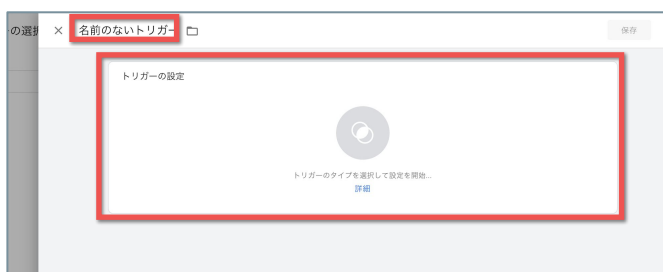 の選択
名前のないトリガー
保存
トリガーの設定
トリガーのタイプを選択して設定を開始...
詳細